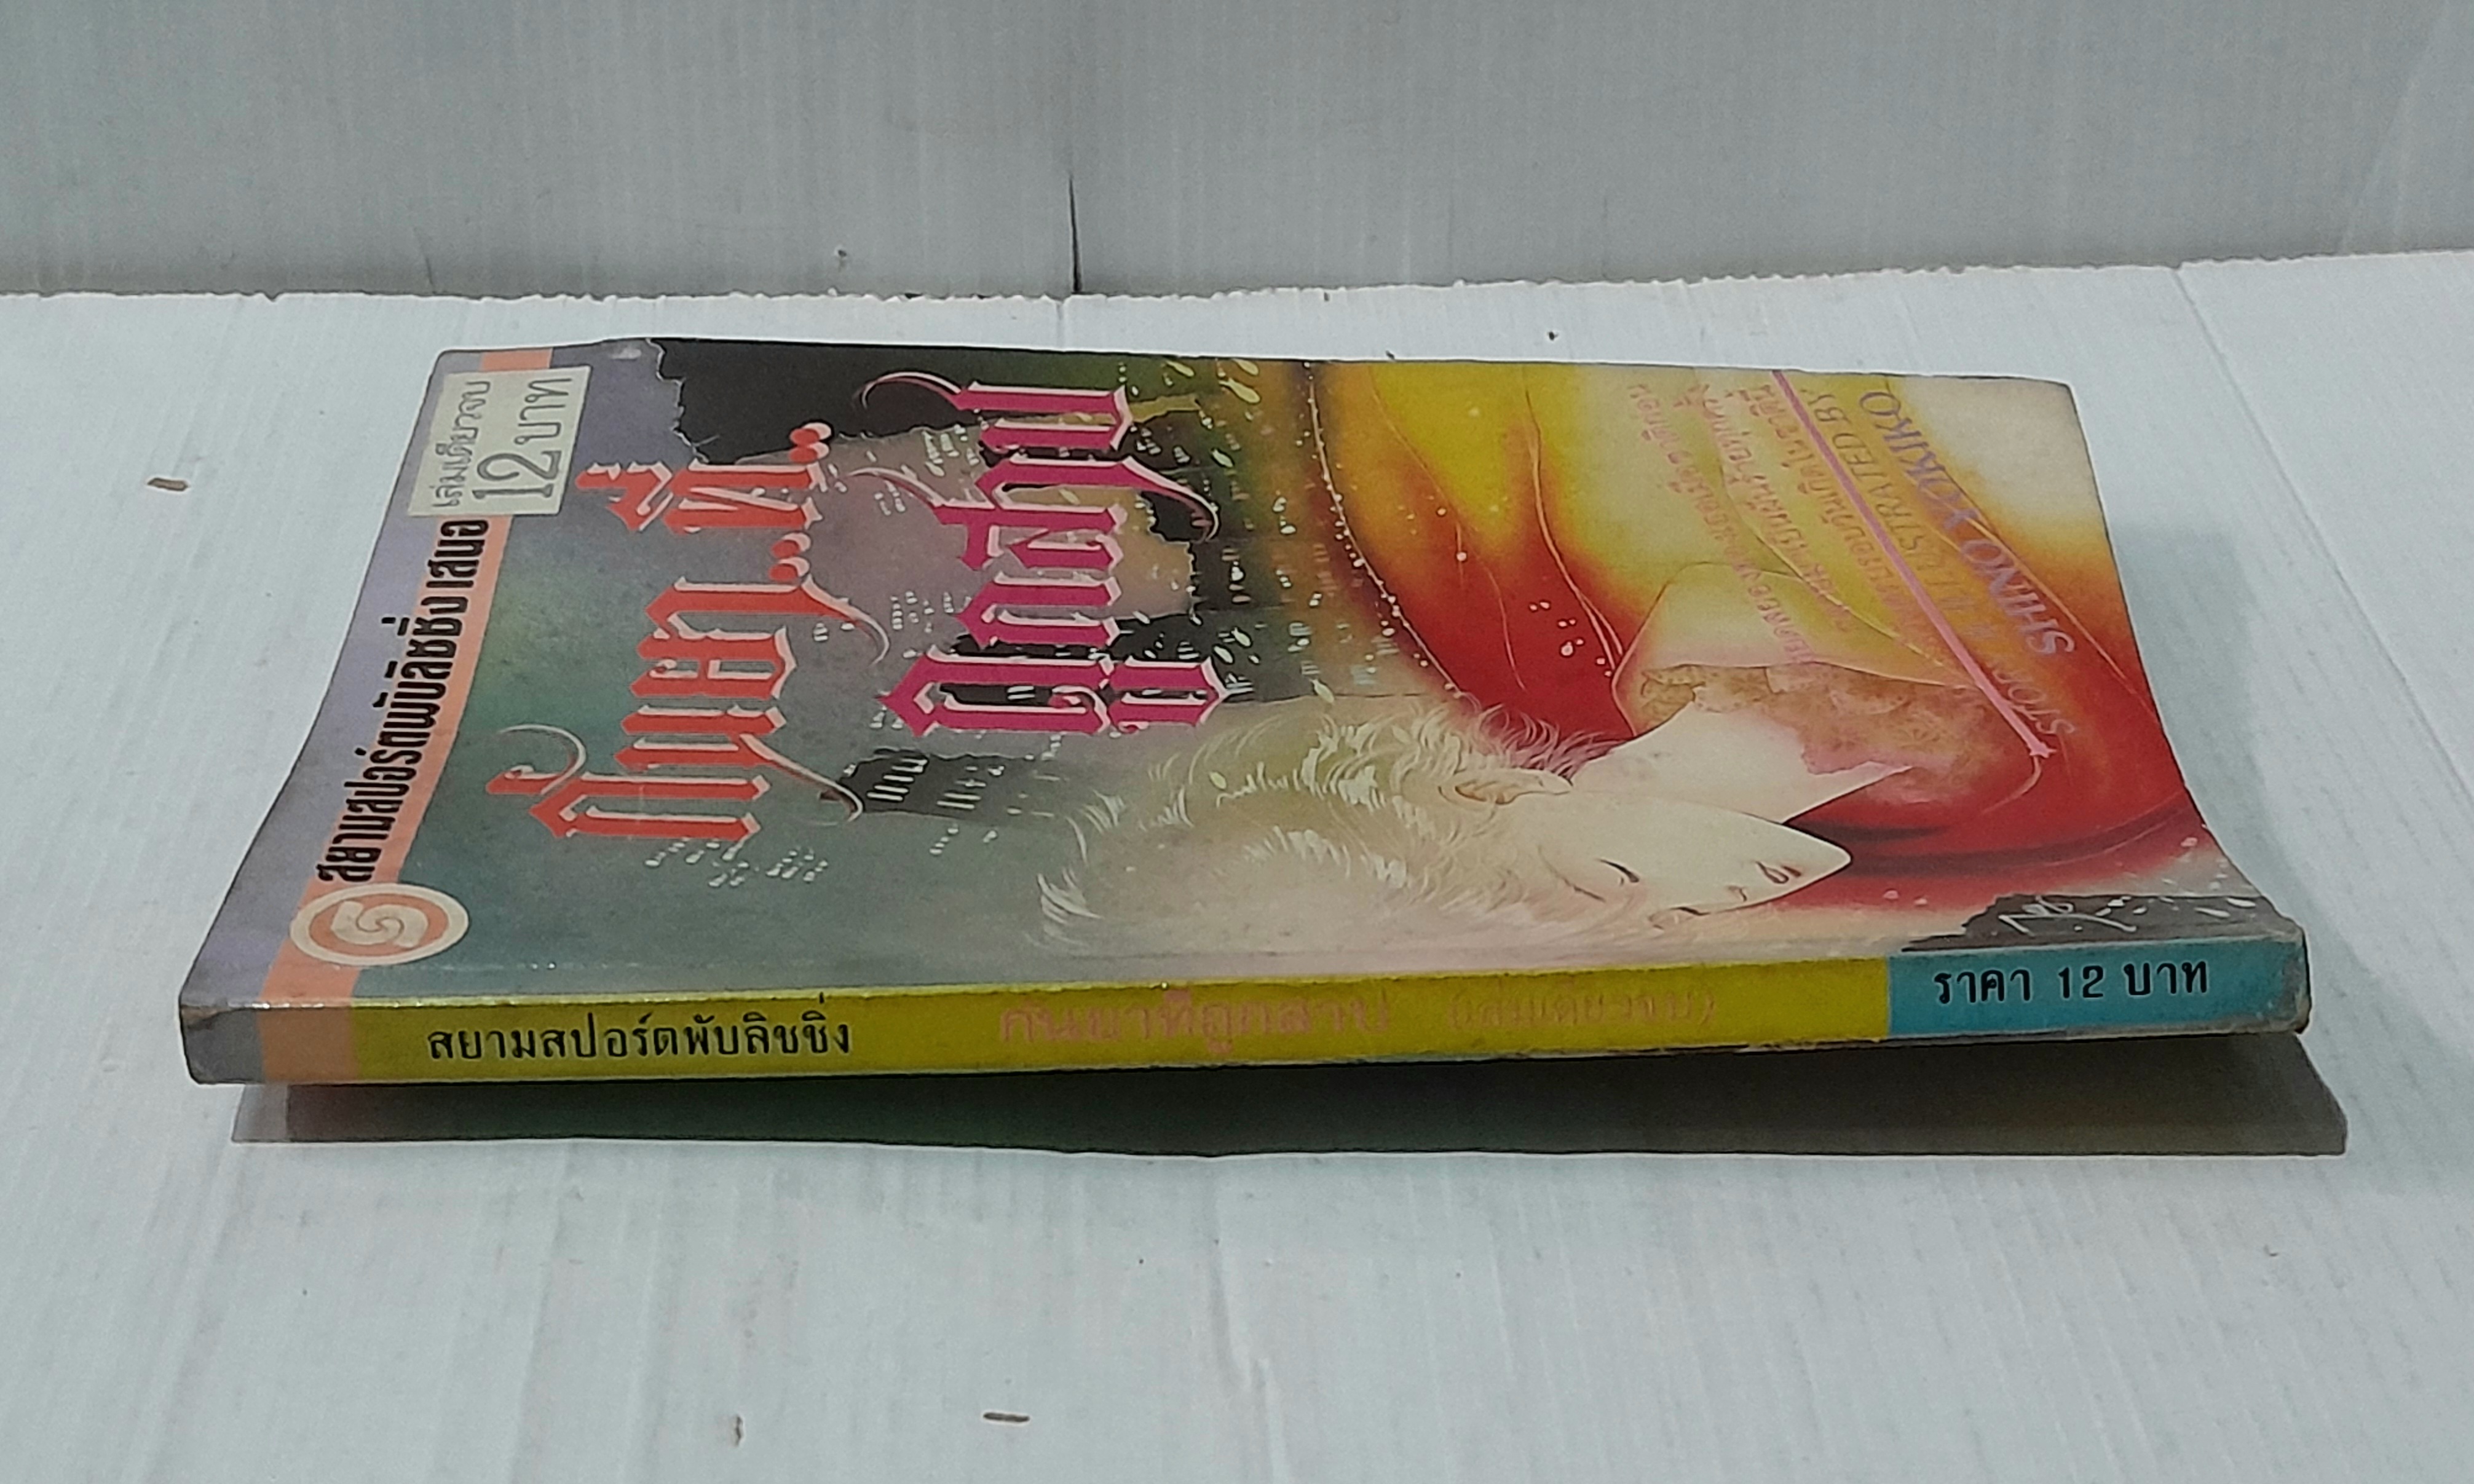 สยามสปอร์ตพับลิชชิ่ง เสนอ
เล่มเดียวจบ
12 บาท
กันยา..ที่..
ถูกสาป
STORY & ILLUSTRATED BY
SHINO YORIKO
สยามสปอร์ตพับลิชชิ่ง กันยาที่ถูกสาป (เล่มเดียวจบ) ราคา 12 บาท